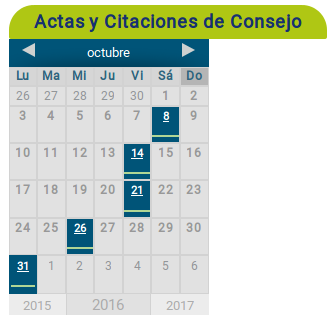 Actas y Citaciones de Consejo
octubre
Lu Ma Mi Ju Vi Sá Do
26 27 28 29 30 1 2
3 4 5 6 7 8 9
10 11 12 13 14 15 16
17 18 19 20 21 22 23
24 25 26 27 28 29 30
31 1 2 3 4 5 6
2015 2016 2017